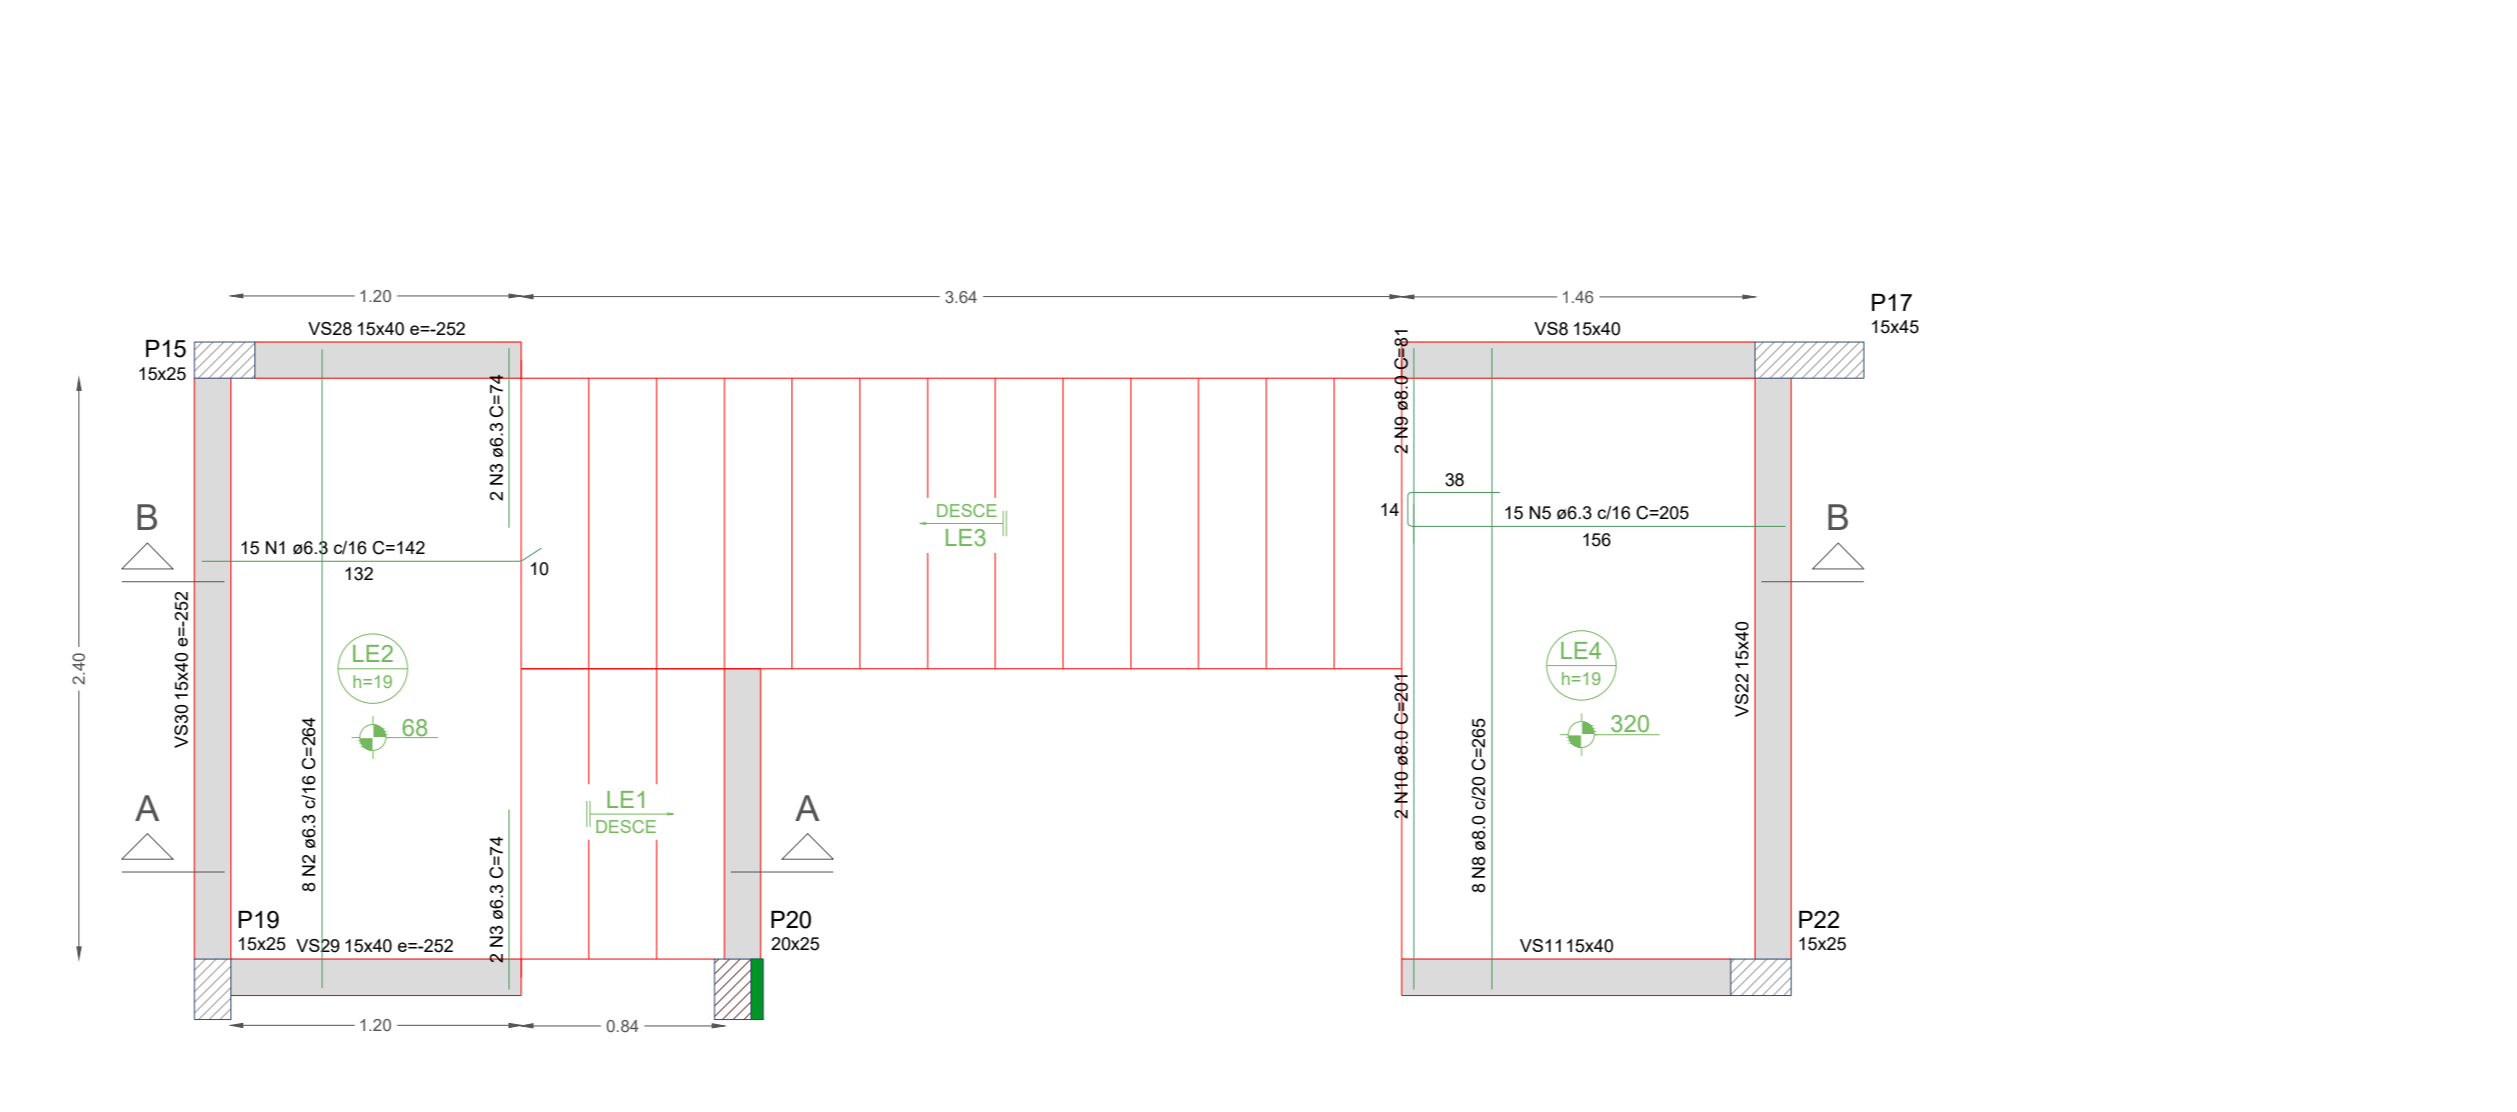 1.20
3.64
1.46
P17
15x45
VS28 15x40 e=-252
VS8 15x40
P15
15x25
2 N3 ø6.3 C=74
2 N9 ø8.0 C=81
38
14
15 N5 ø6.3 c/16 C=205
156
DESCE
LE3
B
B
15 N1 ø6.3 c/16 C=142
132
10
VS30 15x40 e=-252
2.40
LE2
h=19
68
LE4
h=19
320
VS22 15x40
8 N2 ø6.3 c/16 C=264
2 N10 ø8.0 C=201
8 N8 ø8.0 c/20 C=265
A
A
LE1
DESCE
2 N3 ø6.3 C=74
P19
15x25
VS29 15x40 e=-252
P20
20x25
VS11 15x40
P22
15x25
1.20
0.84